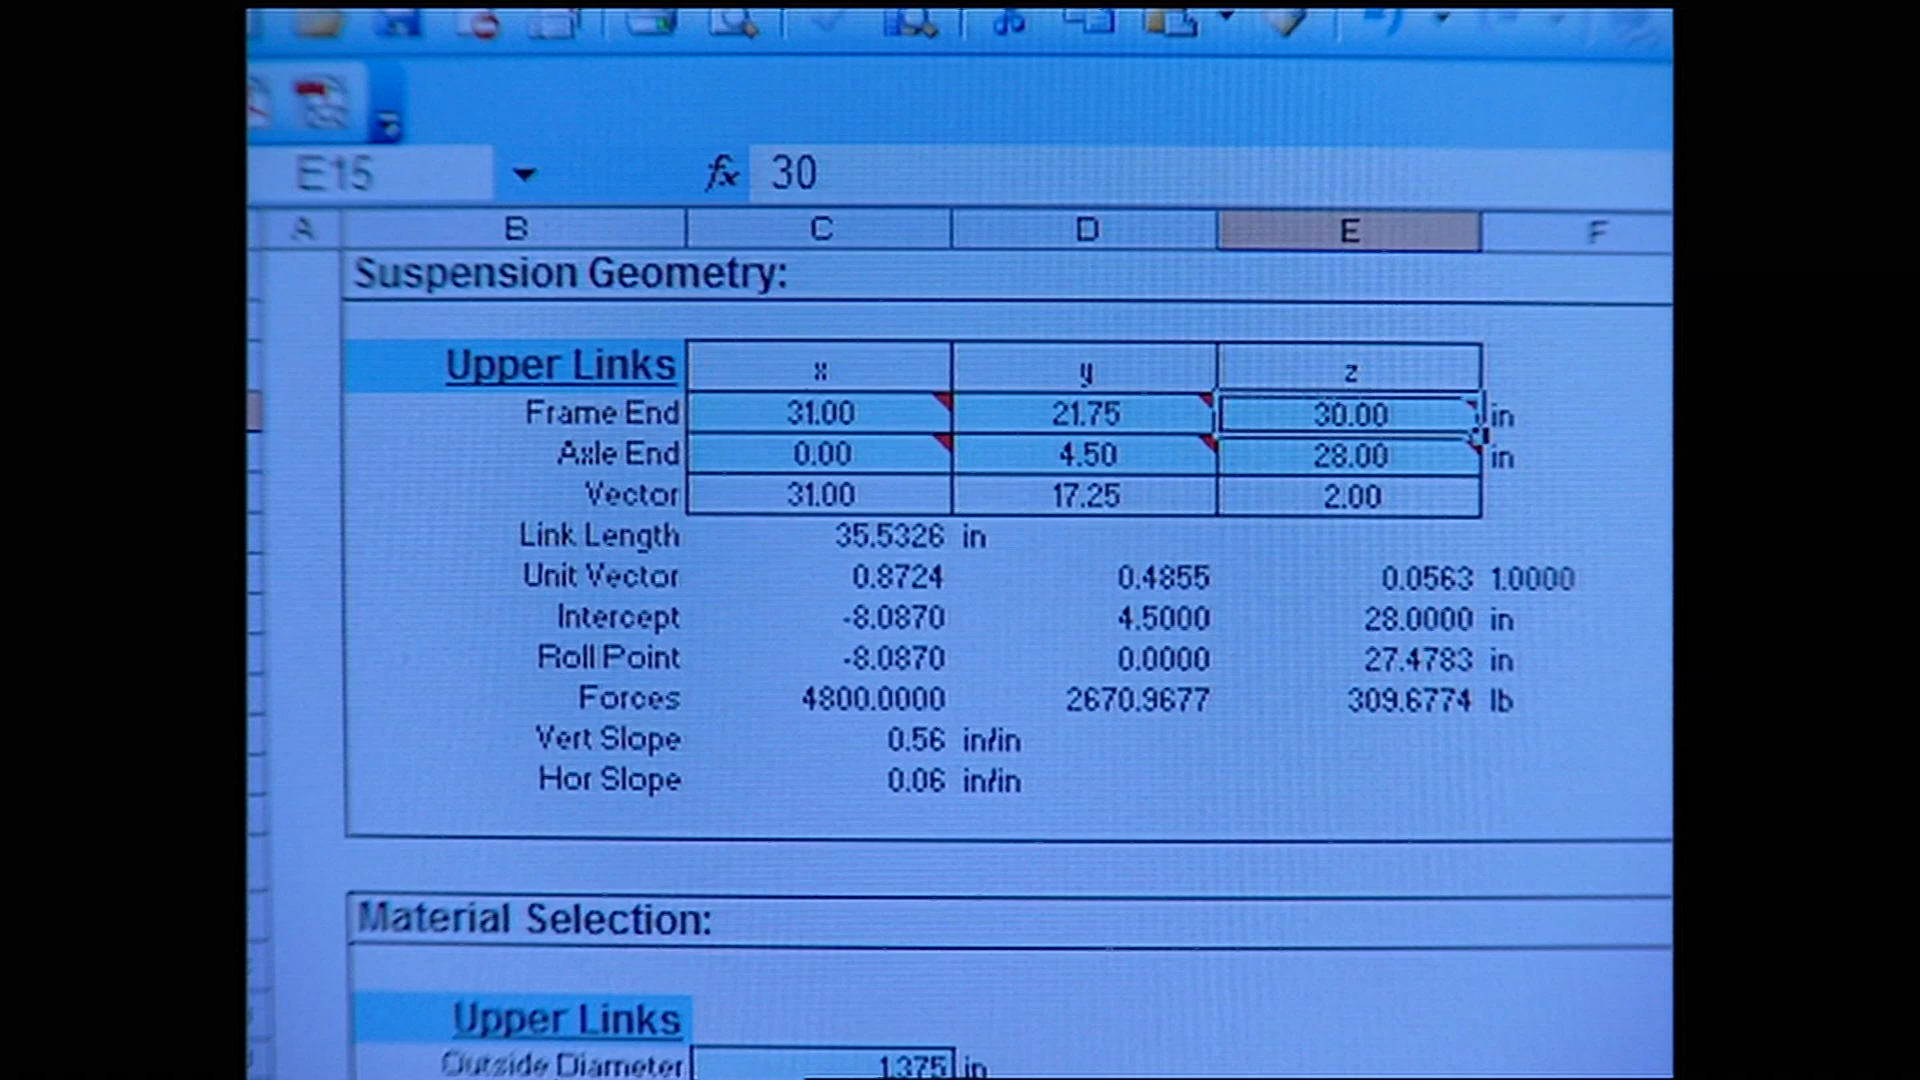 E15 fx 30
A B C D E F
Suspension Geometry:
Upper Links x y z
Frame End 31.00 21.75 30.00 in
Axle End 0.00 4.50 28.00 in
Vector 31.00 17.25 2.00
Link Length 35.5326 in
Unit Vector 0.8724 0.4855 0.0563 1.0000
Intercept -8.0870 4.5000 28.0000 in
Roll Point -8.0870 0.0000 27.4783 in
Forces 4800.0000 2670.9677 309.6774 lb
Vert Slope 0.56 in/in
Hor Slope 0.06 in/in
Material Selection:
Upper Links
Outside Diameter 1.375 in